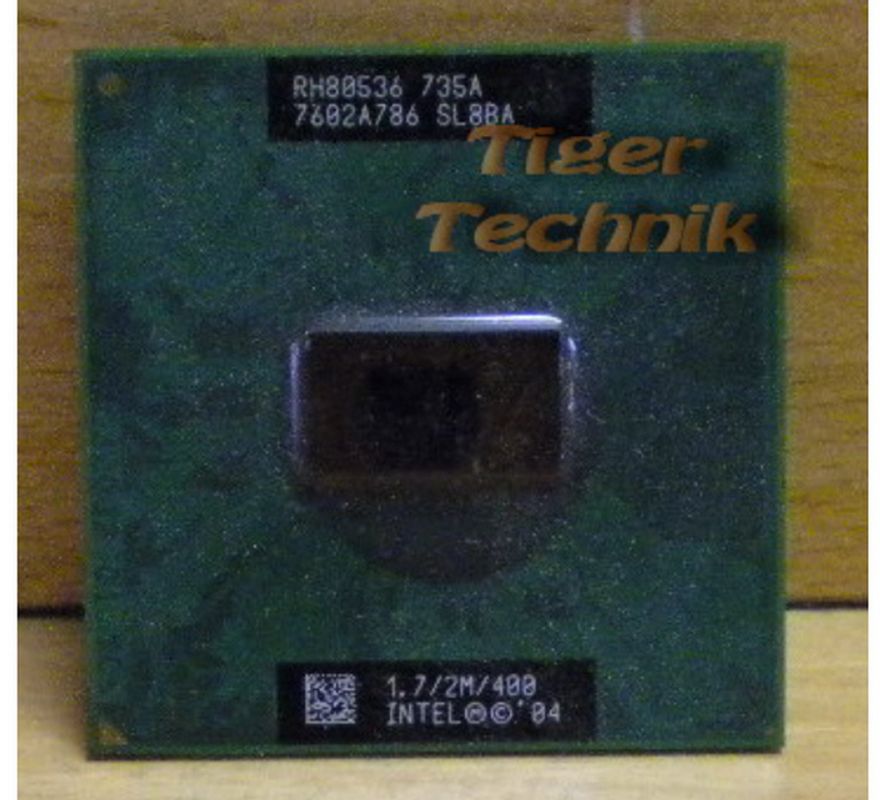 RH80536 735A
7602A786 SL8BA
Tiger
Technik
1.7/2M/400
INTEL®©'04